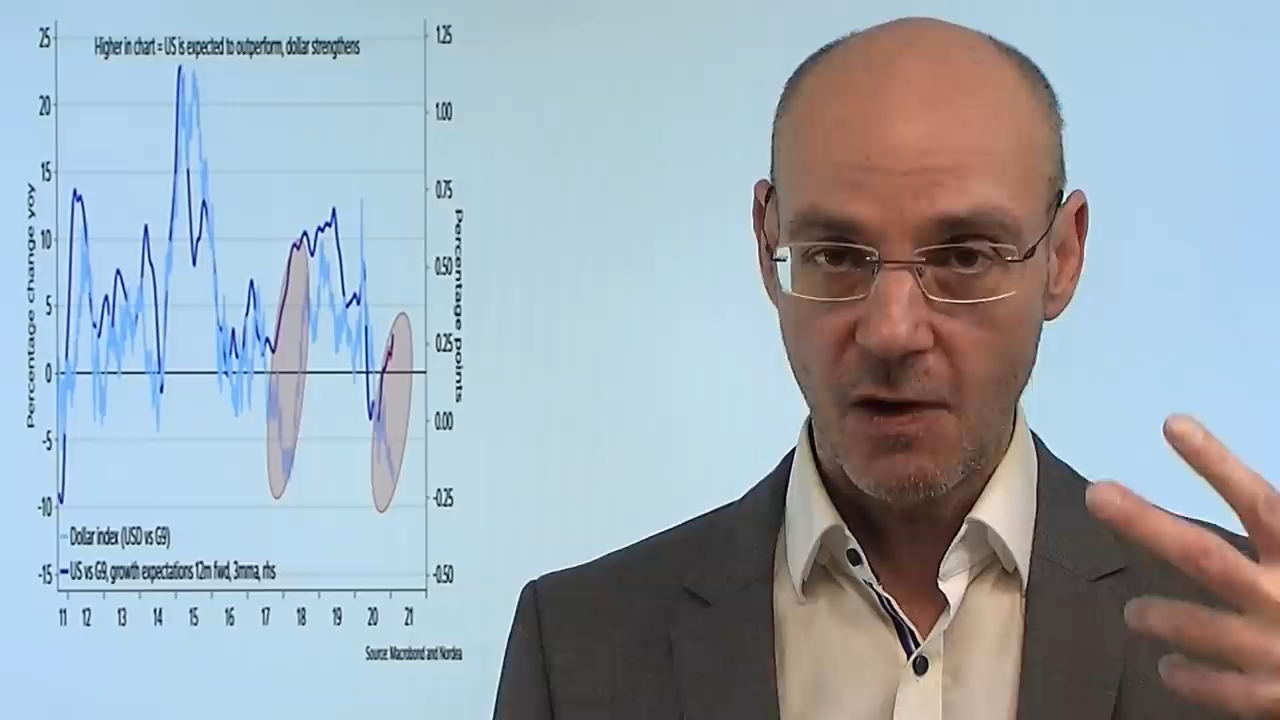 Higher in chart = US is expected to outperform, dollar strengthens
25
20
15
10
5
0
-5
-10
-15
Percentage change yoy
1.25
1.00
0.75
0.50
0.25
0.00
-0.25
-0.50
Percentage points
Dollar index (USD vs G9)
US vs G9, growth expectations 12m fwd, 3mma, rhs
11 12 13 14 15 16 17 18 19 20 21
Source: Macrobond and Nordea